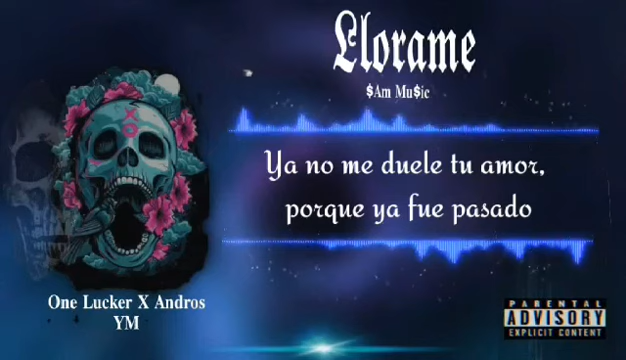 Llorame
$Am Mu$ic
Ya no me duele tu amor,
porque ya fue pasado
One Lucker X Andros
YM
PARENTAL
ADVISORY
EXPLICIT CONTENT